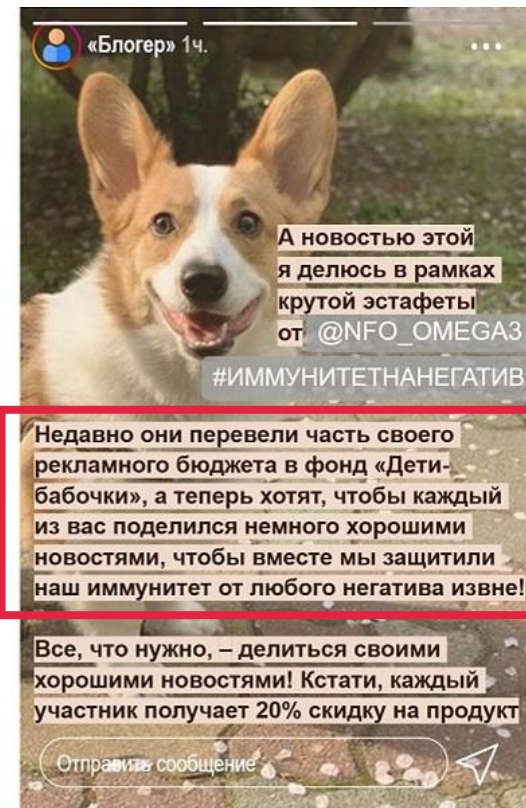 «Блогер» 1ч.
А новостью этой
я делюсь в рамках
крутой эстафеты
от @NFO_OMEGA3
#ИММУНИТЕТНАНЕГАТИВ
Недавно они перевели часть своего
рекламного бюджета в фонд «Дети-
бабочки», а теперь хотят, чтобы каждый
из вас поделился немного хорошими
новостями, чтобы вместе мы защитили
наш иммунитет от любого негатива извне!
Все, что нужно, – делиться своими
хорошими новостями! Кстати, каждый
участник получает 20% скидку на продукт
Отправить сообщение